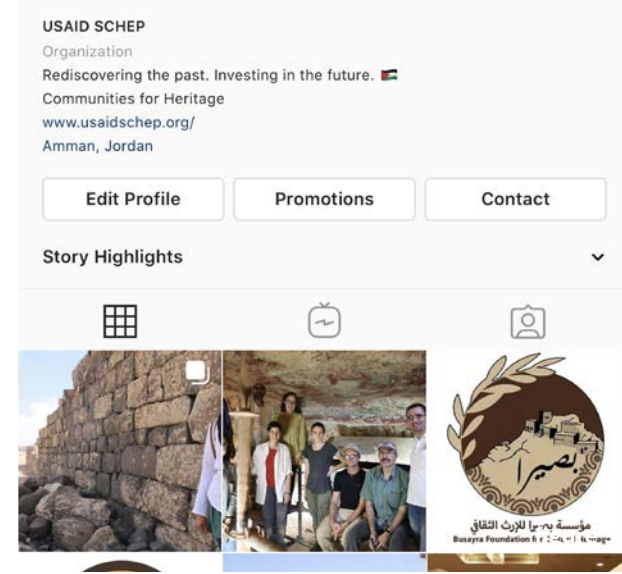 USAID SCHEP
Organization
Rediscovering the past. Investing in the future. 🇯🇴
Communities for Heritage
www.usaidschep.org/
Amman, Jordan
Edit Profile
Promotions
Contact
Story Highlights
بصيرا
مؤسسة بصيرا للإرث الثقافي
Busayra Foundation